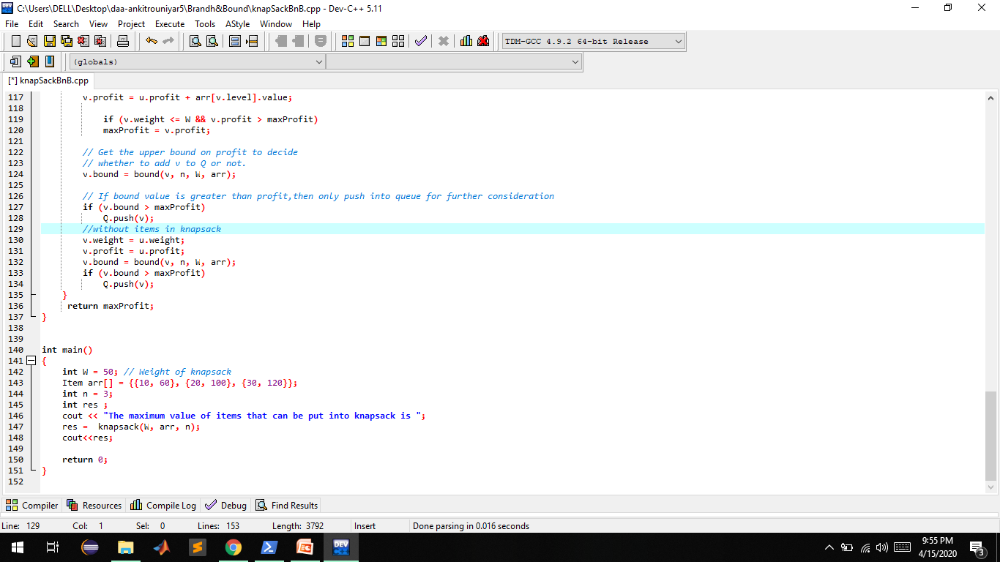 C:\Users\DELL\Desktop\daa-ankitrouniyar5\Brandh&Bound\knapSackBnB.cpp - Dev-C++ 5.11
File Edit Search View Project Execute Tools AStyle Window Help
TDM-GCC 4.9.2 64-bit Release
(globals)
[*] knapSackBnB.cpp
117 v.profit = u.profit + arr[v.level].value;
118
119 if (v.weight <= W && v.profit > maxProfit)
120 maxProfit = v.profit;
121
122 // Get the upper bound on profit to decide
123 // whether to add v to Q or not.
124 v.bound = bound(v, n, W, arr);
125
126 // If bound value is greater than profit,then only push into queue for further consideration
127 if (v.bound > maxProfit)
128 Q.push(v);
129 //without items in knapsack
130 v.weight = u.weight;
131 v.profit = u.profit;
132 v.bound = bound(v, n, W, arr);
133 if (v.bound > maxProfit)
134 Q.push(v);
135 }
136 return maxProfit;
137 }
138
139
140 int main()
141 {
142 int W = 50; // Weight of knapsack
143 Item arr[] = {{10, 60}, {20, 100}, {30, 120}};
144 int n = 3;
145 int res ;
146 cout << "The maximum value of items that can be put into knapsack is ";
147 res =  knapsack(W, arr, n);
148 cout<<res;
149
150 return 0;
151 }
152
Compiler Resources Compile Log Debug Find Results
Line: 129 Col: 1 Sel: 0 Lines: 153 Length: 3792 Insert Done parsing in 0.016 seconds
DEV
9:55 PM
4/15/2020
3